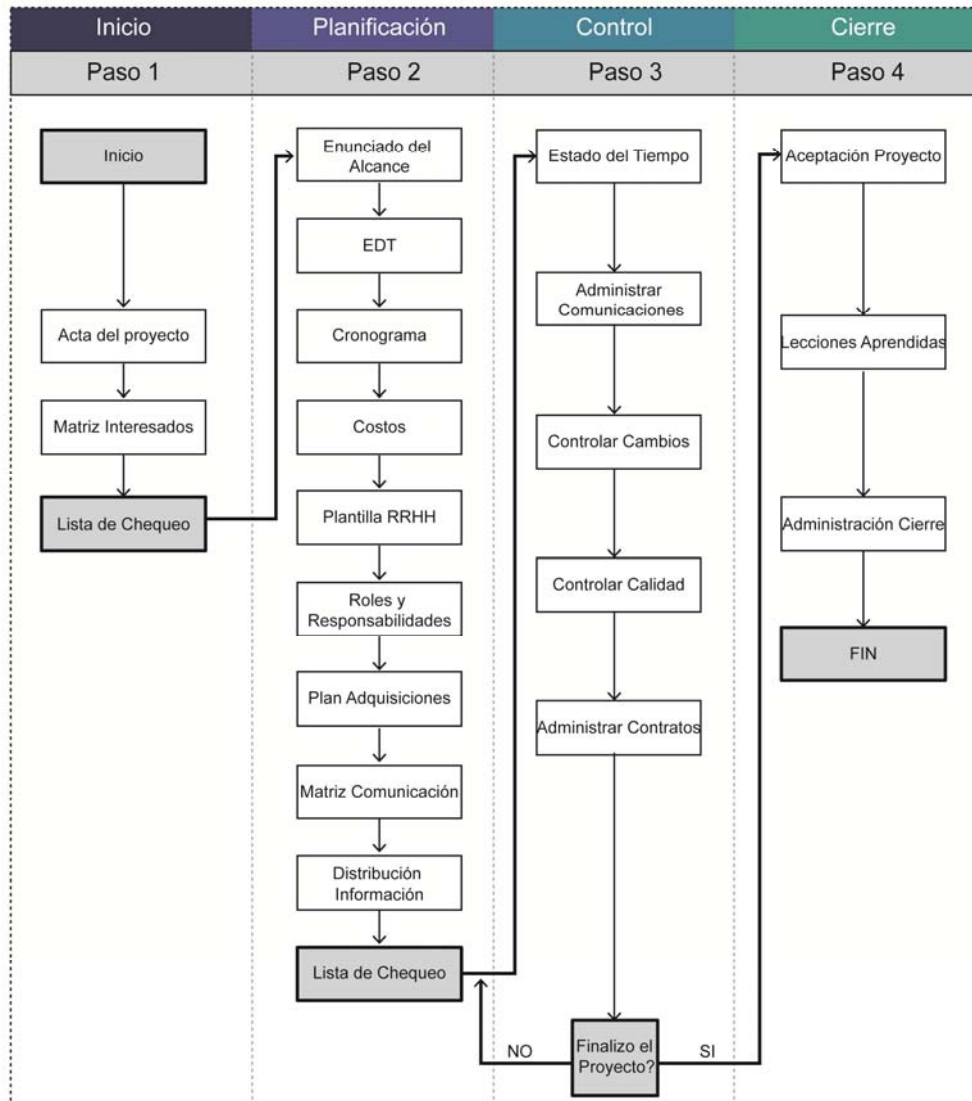 Inicio
Planificación
Control
Cierre
Paso 1
Paso 2
Paso 3
Paso 4
Inicio
Acta del proyecto
Matriz Interesados
Lista de Chequeo
Enunciado del
Alcance
EDT
Cronograma
Costos
Plantilla RRHH
Roles y
Responsabilidades
Plan Adquisiciones
Matriz Comunicación
Distribución
Información
Lista de Chequeo
Estado del Tiempo
Administrar
Comunicaciones
Controlar Cambios
Controlar Calidad
Administrar Contratos
NO
Finalizo el
Proyecto?
SI
Aceptación Proyecto
Lecciones Aprendidas
Administración Cierre
FIN